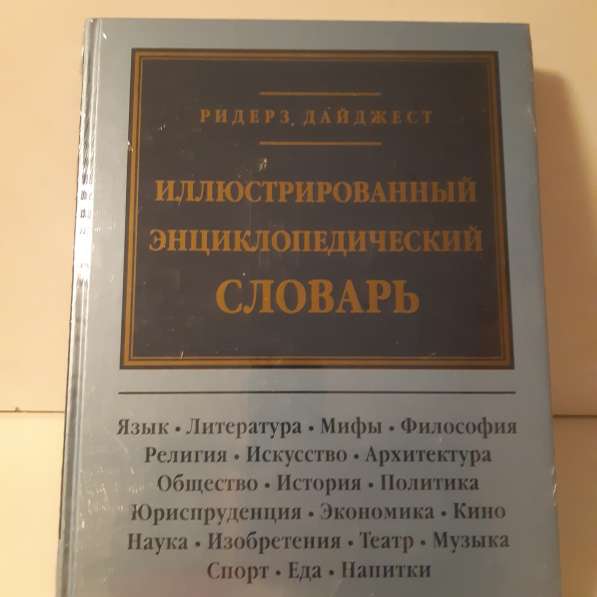 РИДЕРЗ ДАЙДЖЕСТ
ИЛЛЮСТРИРОВАННЫЙ
ЭНЦИКЛОПЕДИЧЕСКИЙ
СЛОВАРЬ
Язык • Литература • Мифы • Философия
Религия • Искусство • Архитектура
Общество • История • Политика
Юриспруденция • Экономика • Кино
Наука • Изобретения • Театр • Музыка
Спорт • Еда • Напитки